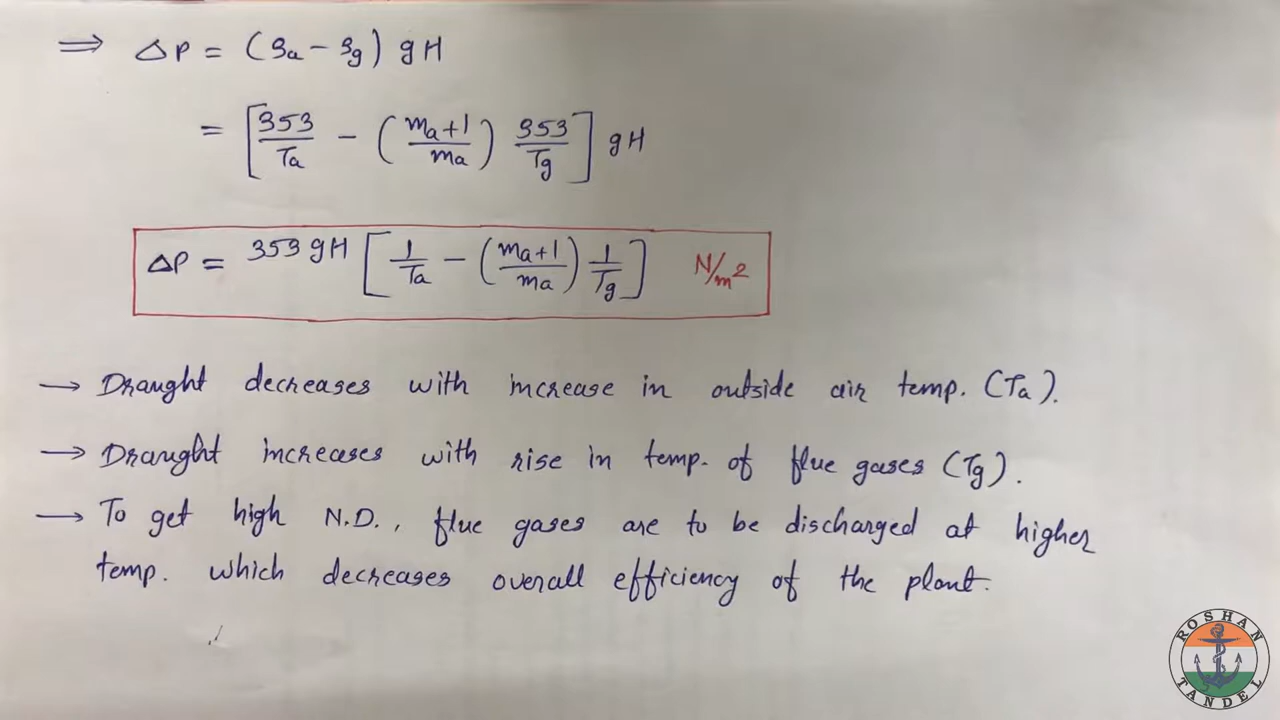 ⇒ ΔP = (ρa − ρg) gH
= [353/Ta − (ma+1/ma) 353/Tg] gH
ΔP = 353 gH [1/Ta − (ma+1/ma) 1/Tg] N/m²
→ Draught decreases with increase in outside air temp. (Ta).
→ Draught increases with rise in temp. of flue gases (Tg).
→ To get high N.D., flue gases are to be discharged at higher
temp. which decreases overall efficiency of the plant.
ROSHAN
TANDEL